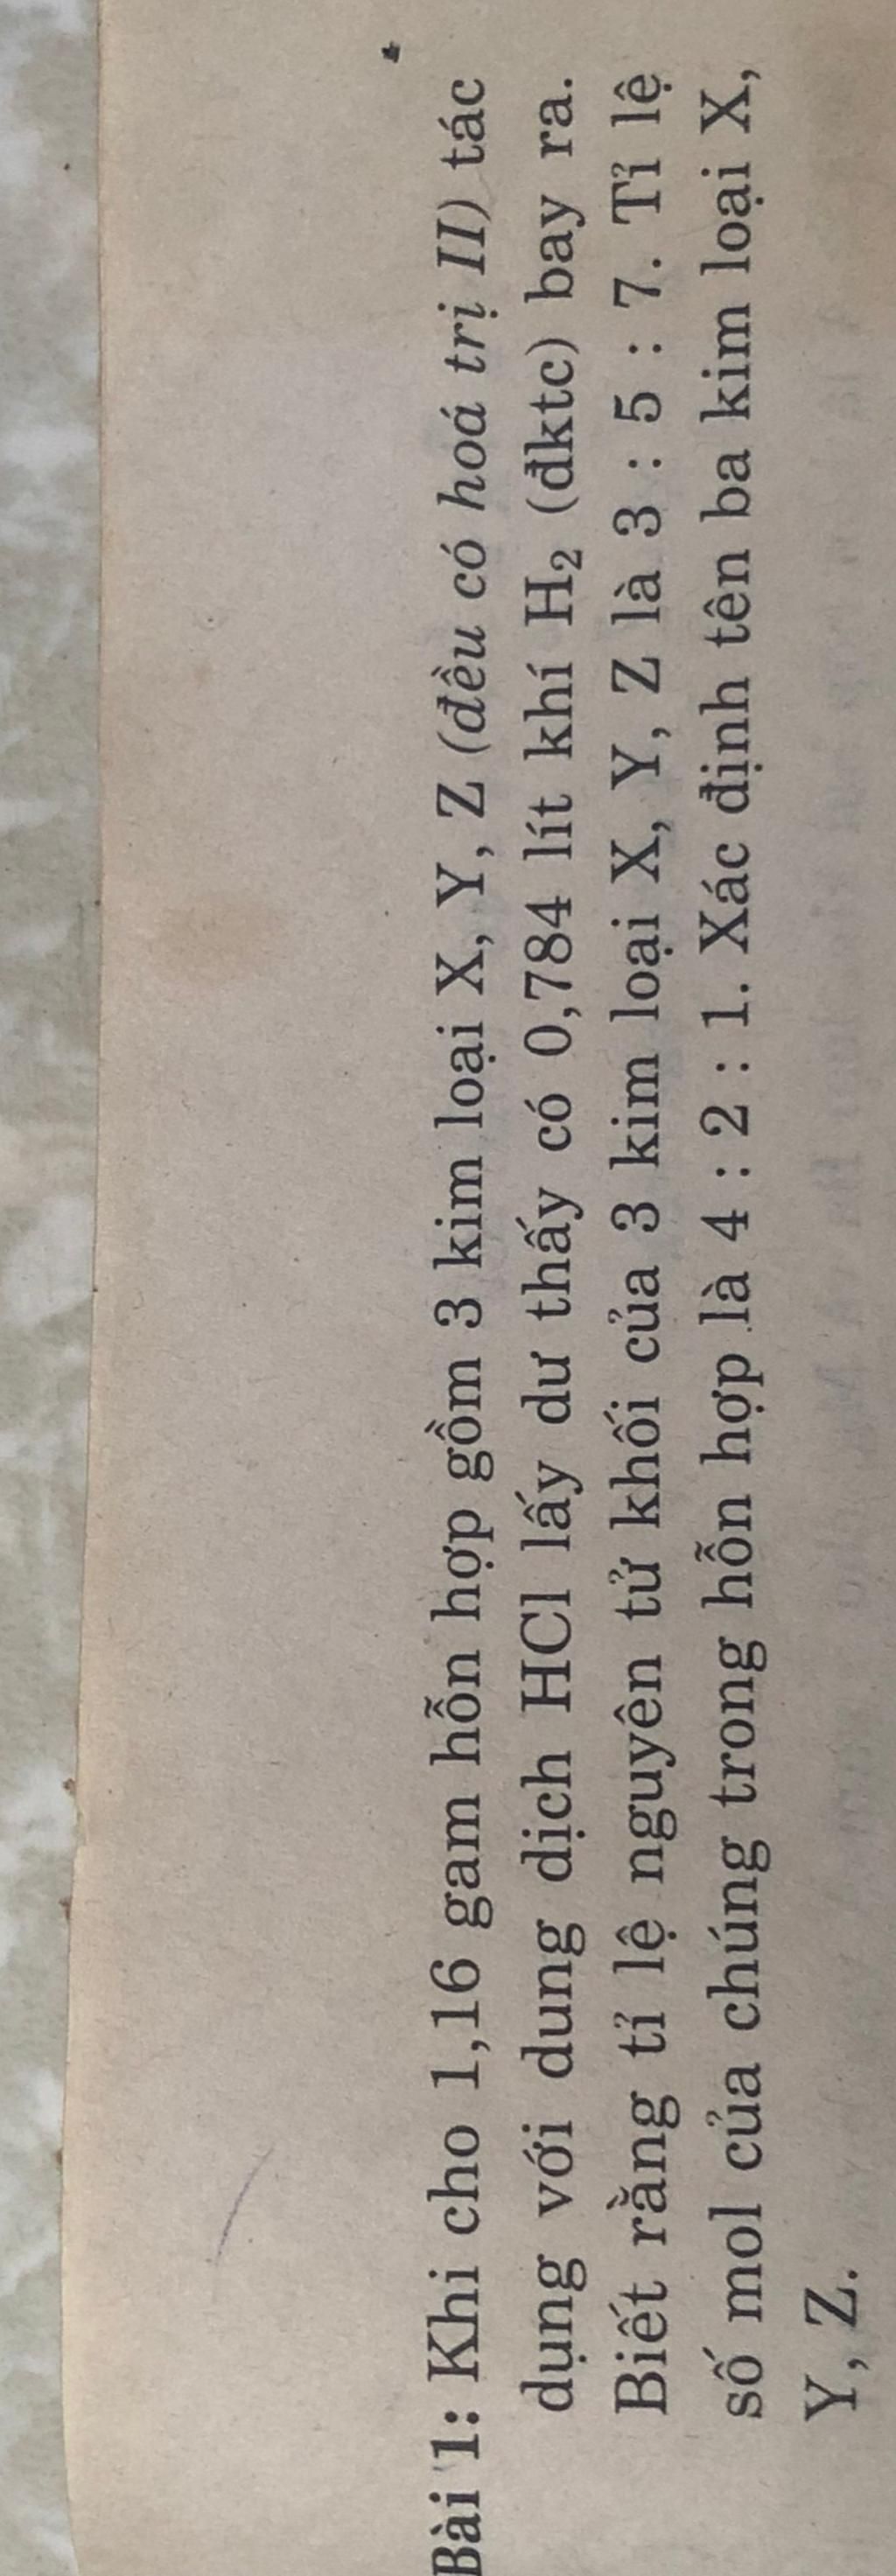 Bài 1: Khi cho 1,16 gam hỗn hợp gồm 3 kim loại X, Y, Z (đều có hoá trị II) tác
dụng với dung dịch HCl lấy dư thấy có 0,784 lít khí H₂ (đktc) bay ra.
Biết rằng tỉ lệ nguyên tử khối của 3 kim loại X, Y, Z là 3 : 5 : 7. Tỉ lệ
số mol của chúng trong hỗn hợp là 4 : 2 : 1. Xác định tên ba kim loại X,
Y, Z.